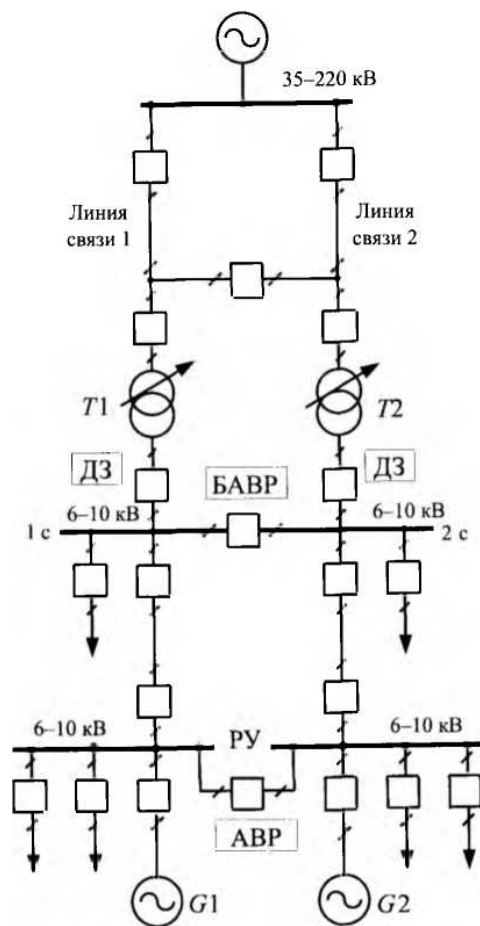 35–220 кВ
Линия
связи 1
Линия
связи 2
T1
T2
ДЗ
ДЗ
БАВР
6–10 кВ
6–10 кВ
1 с
2 с
6–10 кВ
РУ
6–10 кВ
АВР
G1
G2